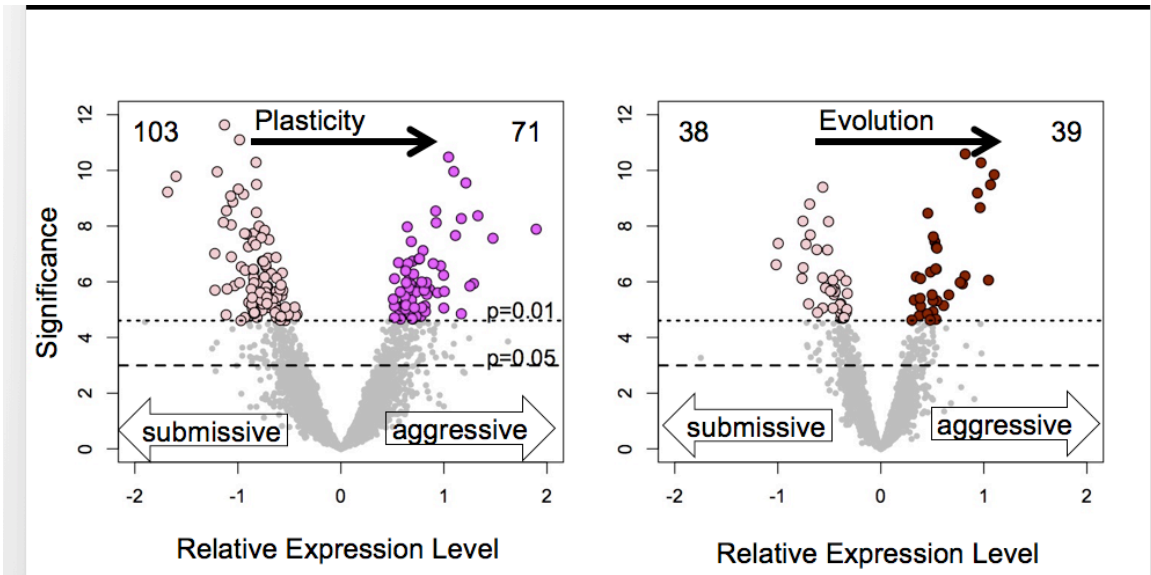 Plasticity
103
71
12
10
8
6
4
2
0
Significance
p=0.01
p=0.05
submissive
aggressive
-2
-1
0
1
2
Relative Expression Level
Evolution
38
39
12
10
8
6
4
2
0
submissive
aggressive
-2
-1
0
1
2
Relative Expression Level